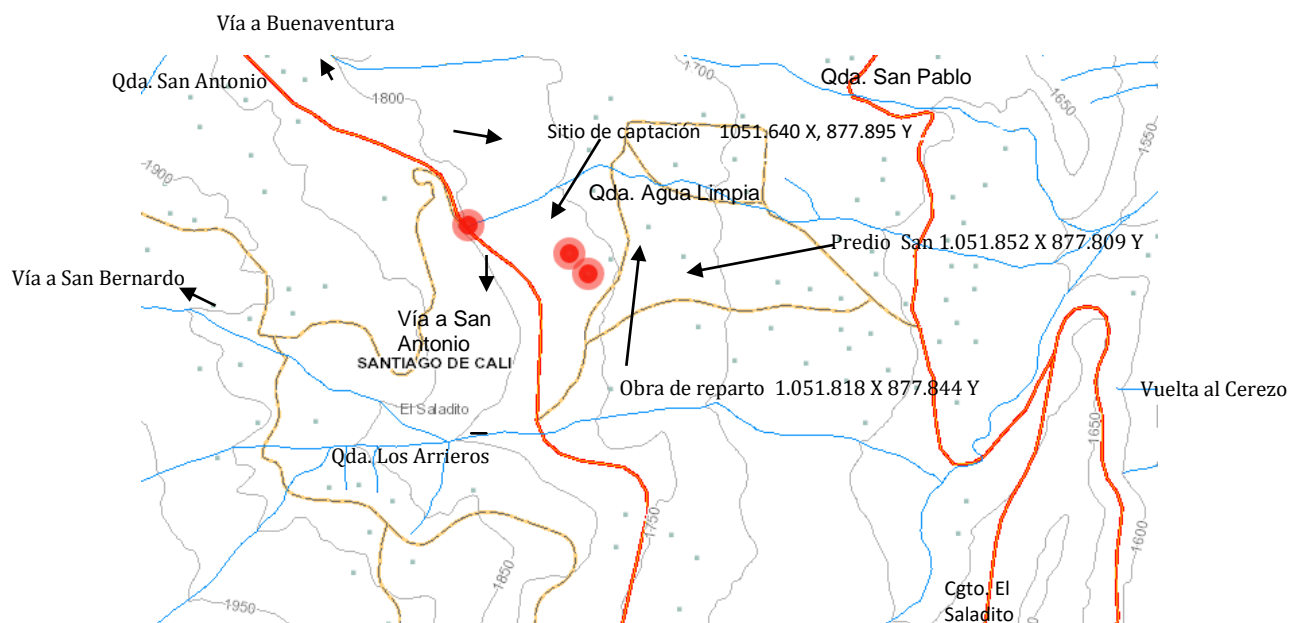 Vía a Buenaventura
Qda. San Antonio
1700
Qda. San Pablo
1800
1650
Sitio de captación 1051.640 X, 877.895 Y
1550
1900
Qda. Agua Limpia
Predio San 1.051.852 X 877.809 Y
Vía a San Bernardo
Vía a San
Antonio
SANTIAGO DE CALI
Obra de reparto 1.051.818 X 877.844 Y
Vuelta al Cerezo
El Saladito
1650
Qda. Los Arrieros
1750
1600
1850
Cgto. El
Saladito
1950